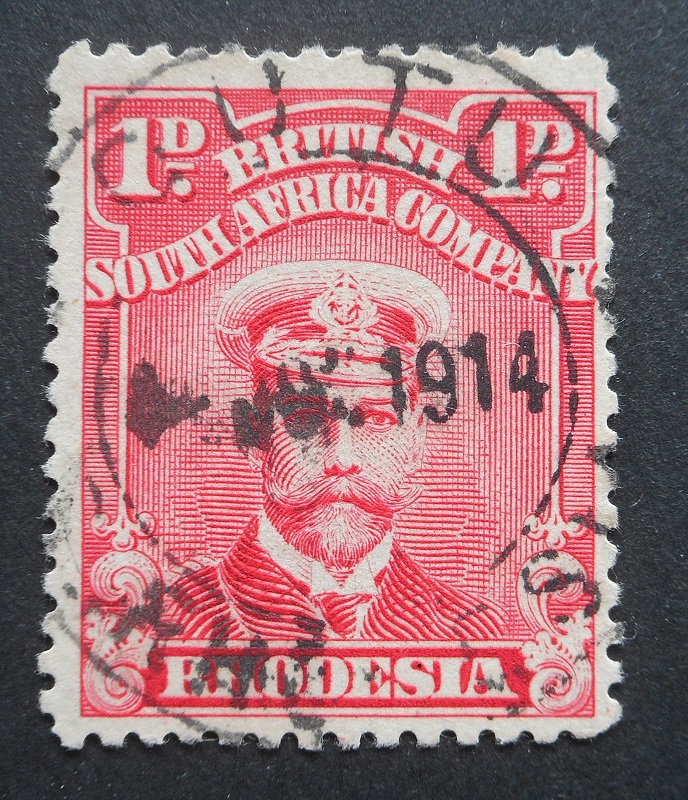 1D. 1D.
BRITISH
SOUTH AFRICA COMPANY
1914
RHODESIA